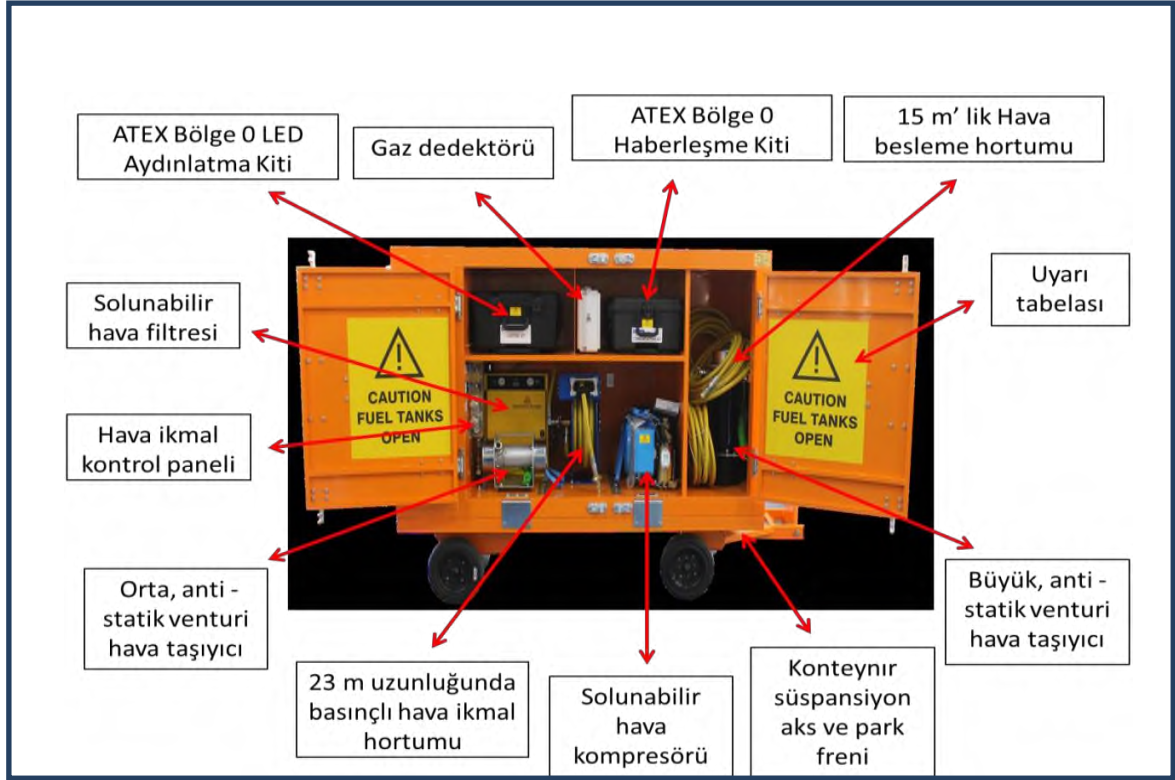 ATEX Bölge 0 LED
Aydınlatma Kiti
Gaz dedektörü
ATEX Bölge 0
Haberleşme Kiti
15 m' lik Hava
besleme hortumu
Solunabilir
hava filtresi
Uyarı
tabelası
CAUTION
FUEL TANKS
OPEN
CAUTION
FUEL TANKS
OPEN
Hava ikmal
kontrol paneli
Orta, anti -
statik venturi
hava taşıyıcı
Büyük, anti -
statik venturi
hava taşıyıcı
23 m uzunluğunda
basınçlı hava ikmal
hortumu
Solunabilir
hava
kompresörü
Konteynır
süspansiyon
aks ve park
freni